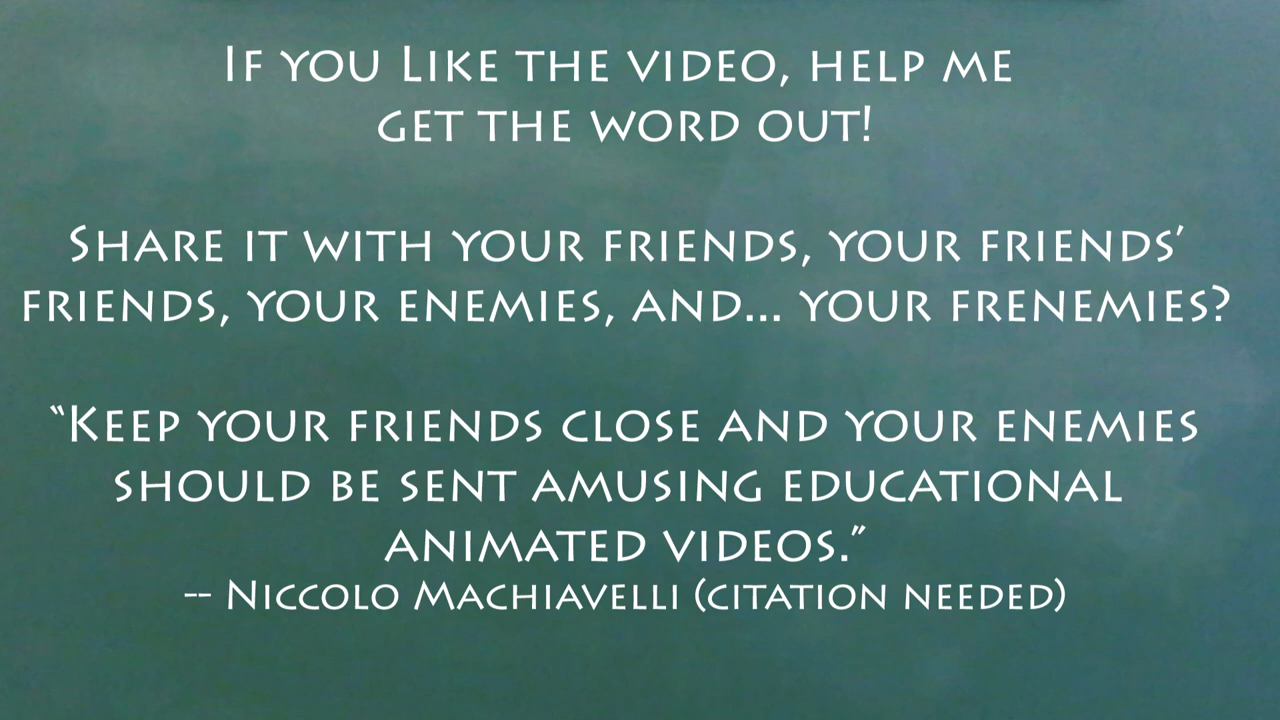 If you Like the video, help me
get the word out!
Share it with your friends, your friends’
friends, your enemies, and... your frenemies?
“Keep your friends close and your enemies
should be sent amusing educational
animated videos.”
-- Niccolo Machiavelli (citation needed)